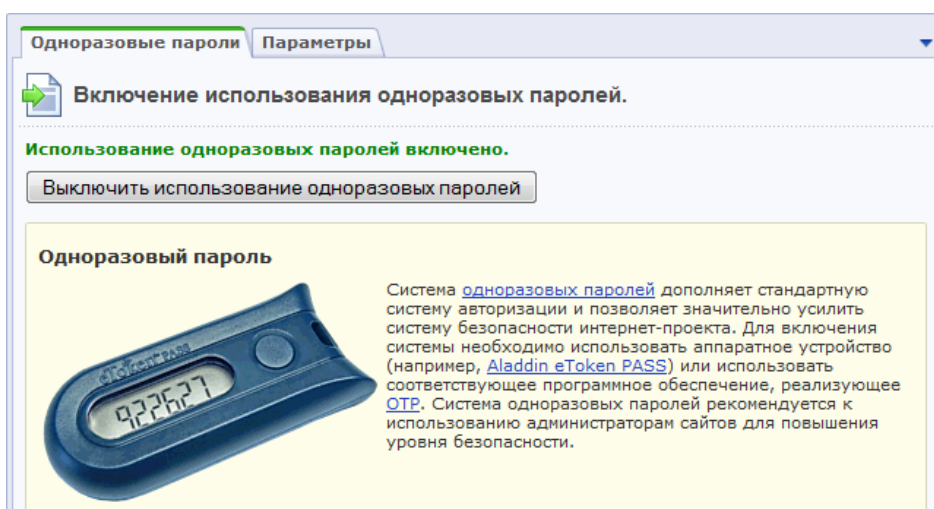 Одноразовые пароли Параметры
Включение использования одноразовых паролей.
Использование одноразовых паролей включено.
Выключить использование одноразовых паролей
Одноразовый пароль
Система одноразовых паролей дополняет стандартную
систему авторизации и позволяет значительно усилить
систему безопасности интернет-проекта. Для включения
системы необходимо использовать аппаратное устройство
(например, Aladdin eToken PASS) или использовать
соответствующее программное обеспечение, реализующее
OTP. Система одноразовых паролей рекомендуется к
использованию администраторам сайтов для повышения
уровня безопасности.
eToken PASS
922627